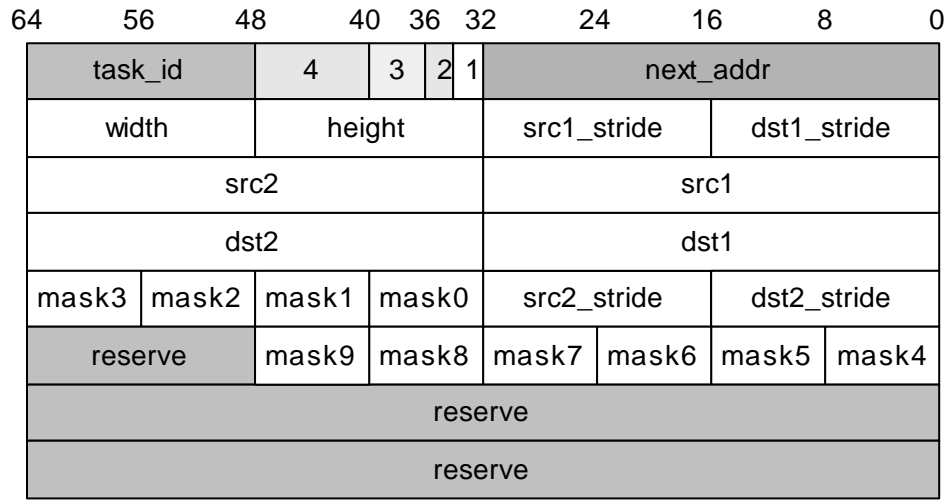 64 56 48 40 36 32 24 16 8 0
task_id 4 3 2 1 next_addr
width height src1_stride dst1_stride
src2 src1
dst2 dst1
mask3 mask2 mask1 mask0 src2_stride dst2_stride
reserve mask9 mask8 mask7 mask6 mask5 mask4
reserve
reserve